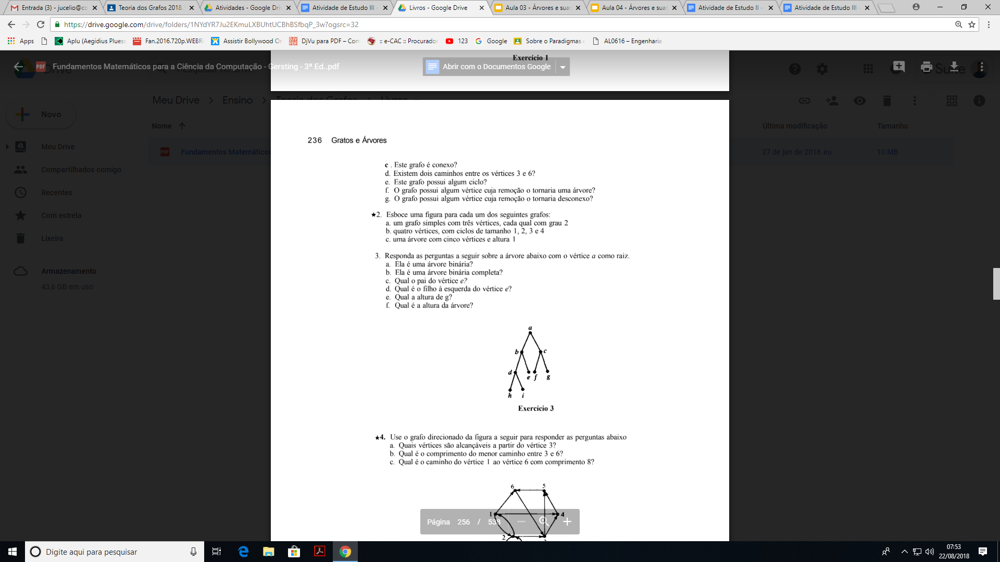 Entrada (3) - jucelio@co
Teoria dos Grafos 2018.
Atividades - Google Dri
Atividade de Estudo III -
Livros - Google Drive
Aula 03 - Árvores e suas
Aula 04 - Árvores e suas
Atividade de Estudo II -
Atividade de Estudo III -
https://drive.google.com/drive/folders/1NYdYR7Ju2EKmuLXBUhtUCBhBSfbqP_3w?ogsrc=32
Apps
Aplu (Aegidius Pluess
Fan.2016.720p.WEBR
Assistir Bollywood On
DjVu para PDF – Con
:: e-CAC :: Procurador
123
Google
Sobre o Paradigmas
AL0616 – Engenharia
Exercício 1
PDF Fundamentos Matemáticos para a Ciência da Computação - Gersting - 3ª Ed..pdf
Abrir com o Documentos Google
Drive
Suite
Meu Drive > Ensino > Teoria dos Grafos > Livros
Novo
Nome
Última modificação
Tamanho
PDF Fundamentos Matemáticos
27 de jan de 2018 eu
10 MB
Meu Drive
Compartilhados comigo
Recentes
Com estrela
Lixeira
Armazenamento
43,6 GB em uso
236 Gratos e Árvores
c . Este grafo é conexo?
d. Existem dois caminhos entre os vértices 3 e 6?
e. Este grafo possui algum ciclo?
f. O grafo possui algum vértice cuja remoção o tornaria uma árvore?
g. O grafo possui algum vértice cuja remoção o tornaria desconexo?
★2. Esboce uma figura para cada um dos seguintes grafos:
a. um grafo simples com três vértices, cada qual com grau 2
b. quatro vértices, com ciclos de tamanho 1, 2, 3 e 4
c. uma árvore com cinco vértices e altura 1
3. Responda as perguntas a seguir sobre a árvore abaixo com o vértice a como raiz.
a. Ela é uma árvore binária?
b. Ela é uma árvore binária completa?
c. Qual o pai do vértice e?
d. Qual é o filho à esquerda do vértice e?
e. Qual a altura de g?
f. Qual é a altura da árvore?
a
b c
d e f g
h i
Exercício 3
★4. Use o grafo direcionado da figura a seguir para responder as perguntas abaixo
a. Quais vértices são alcançáveis a partir do vértice 3?
b. Qual é o comprimento do menor caminho entre 3 e 6?
c. Qual é o caminho do vértice 1 ao vértice 6 com comprimento 8?
6 5
1 4
2
Página 256 / 538
Digite aqui para pesquisar
07:53
22/08/2018